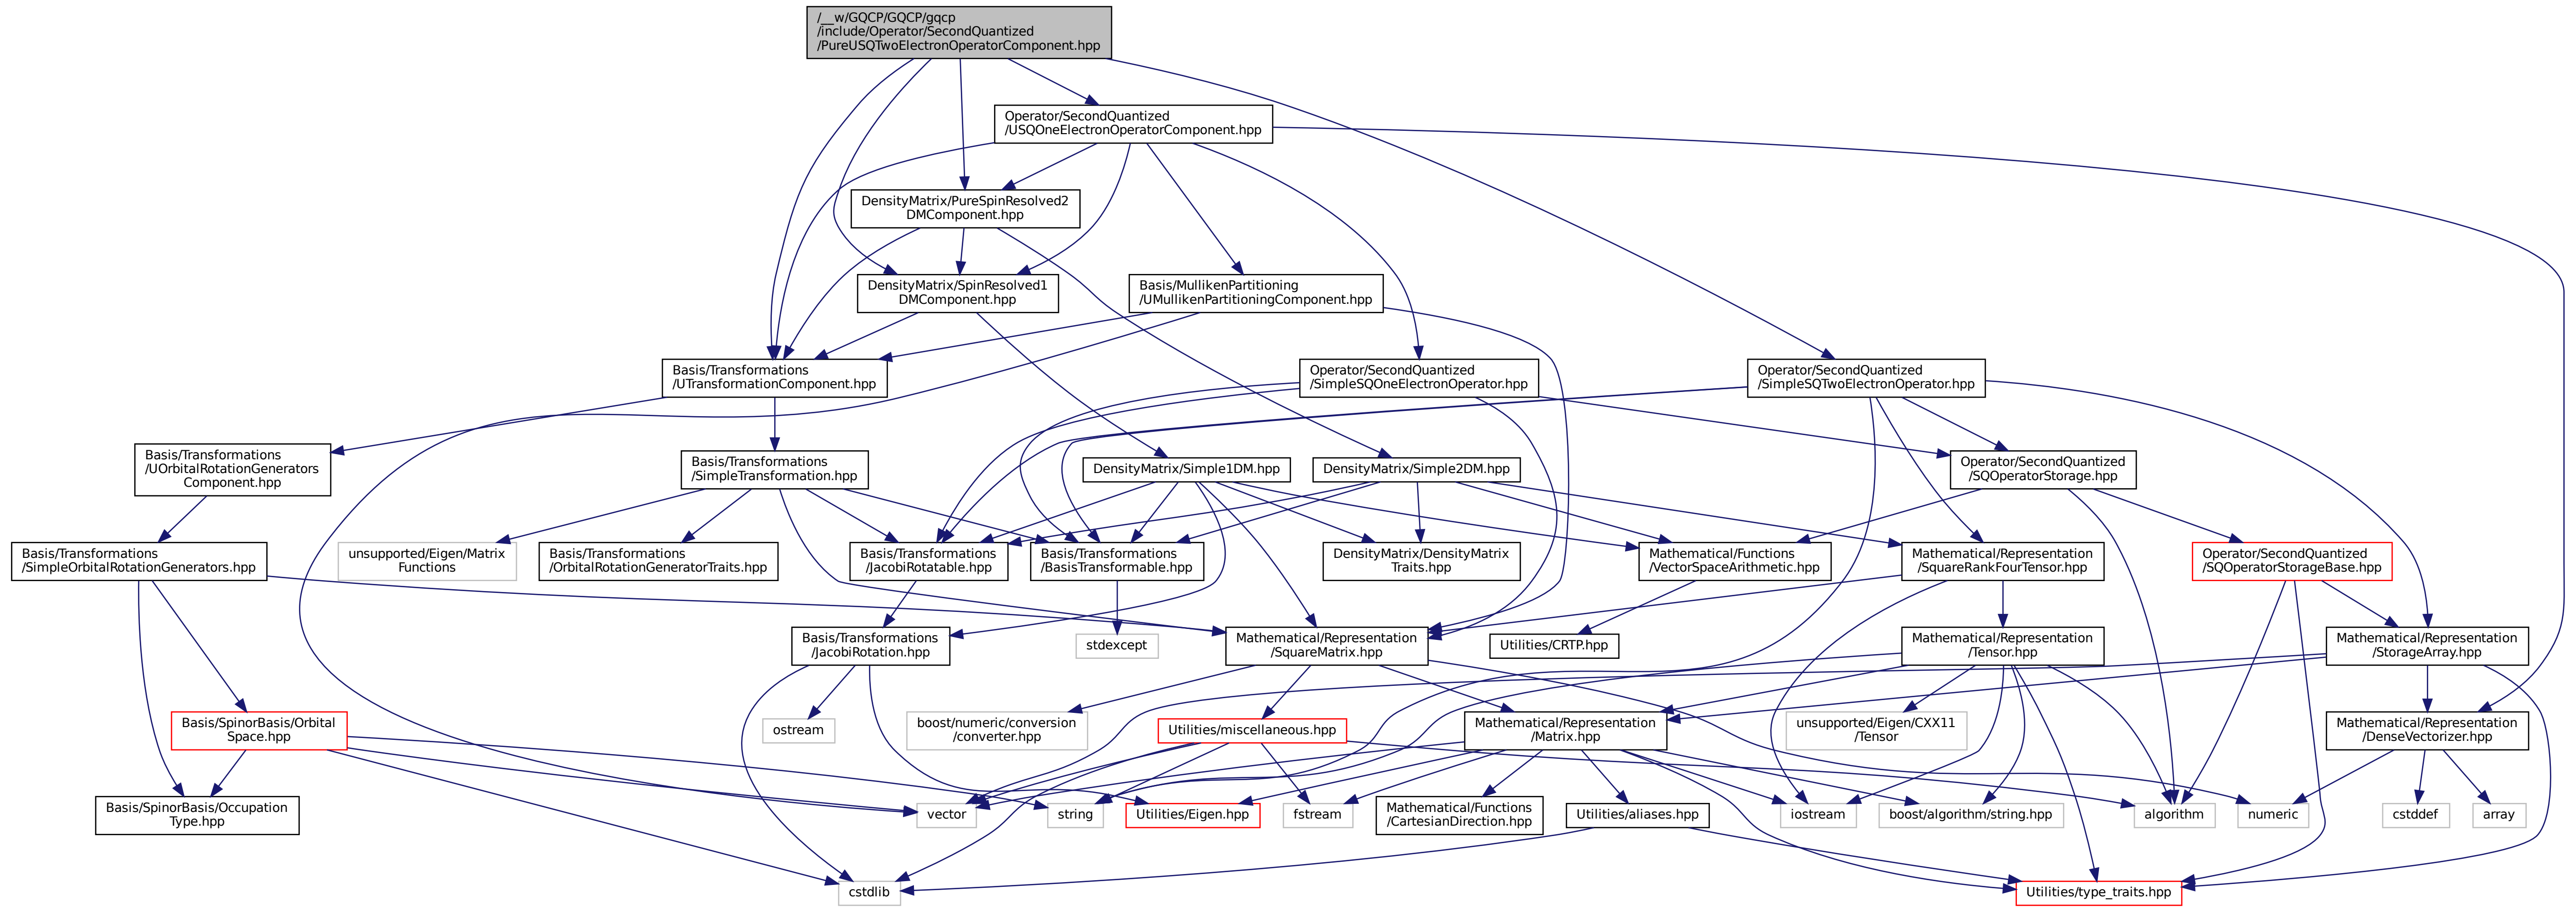 /__w/GQCP/GQCP/gqcp
/include/Operator/SecondQuantized
/PureUSQTwoElectronOperatorComponent.hpp
Operator/SecondQuantized
/USQOneElectronOperatorComponent.hpp
DensityMatrix/PureSpinResolved2
DMComponent.hpp
DensityMatrix/SpinResolved1
DMComponent.hpp
Basis/MullikenPartitioning
/UMullikenPartitioningComponent.hpp
Basis/Transformations
/UTransformationComponent.hpp
Operator/SecondQuantized
/SimpleSQOneElectronOperator.hpp
Operator/SecondQuantized
/SimpleSQTwoElectronOperator.hpp
Basis/Transformations
/UOrbitalRotationGenerators
Component.hpp
Basis/Transformations
/SimpleTransformation.hpp
DensityMatrix/Simple1DM.hpp
DensityMatrix/Simple2DM.hpp
Operator/SecondQuantized
/SQOperatorStorage.hpp
Basis/Transformations
/SimpleOrbitalRotationGenerators.hpp
unsupported/Eigen/Matrix
Functions
Basis/Transformations
/OrbitalRotationGeneratorTraits.hpp
Basis/Transformations
/JacobiRotatable.hpp
Basis/Transformations
/BasisTransformable.hpp
DensityMatrix/DensityMatrix
Traits.hpp
Mathematical/Functions
/VectorSpaceArithmetic.hpp
Mathematical/Representation
/SquareRankFourTensor.hpp
Operator/SecondQuantized
/SQOperatorStorageBase.hpp
Basis/Transformations
/JacobiRotation.hpp
stdexcept
Mathematical/Representation
/SquareMatrix.hpp
Utilities/CRTP.hpp
Mathematical/Representation
/Tensor.hpp
Mathematical/Representation
/StorageArray.hpp
Basis/SpinorBasis/Orbital
Space.hpp
ostream
boost/numeric/conversion
/converter.hpp
Utilities/miscellaneous.hpp
Mathematical/Representation
/Matrix.hpp
unsupported/Eigen/CXX11
/Tensor
Mathematical/Representation
/DenseVectorizer.hpp
Basis/SpinorBasis/Occupation
Type.hpp
vector
string
Utilities/Eigen.hpp
fstream
Mathematical/Functions
/CartesianDirection.hpp
Utilities/aliases.hpp
iostream
boost/algorithm/string.hpp
algorithm
numeric
cstddef
array
cstdlib
Utilities/type_traits.hpp